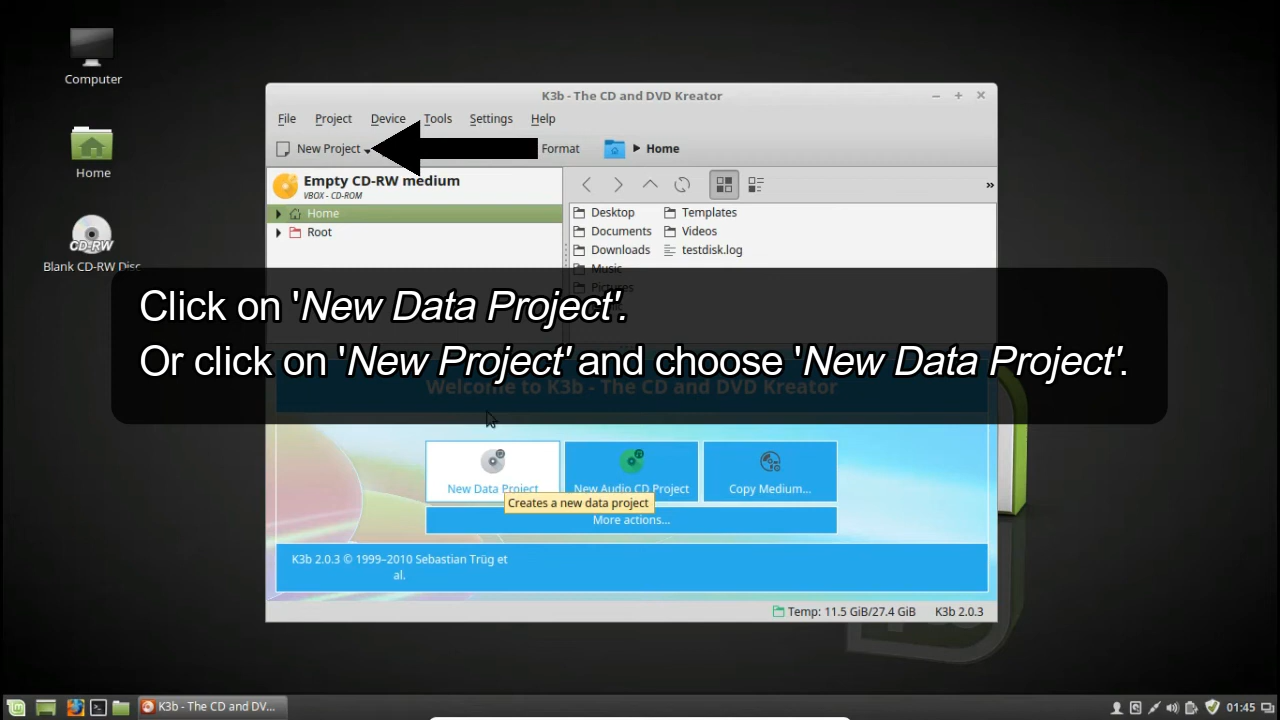 Computer
Home
CD-RW
Blank CD-RW Disc
K3b - The CD and DVD Kreator
File Project Device Tools Settings Help
New Project Format Home
Empty CD-RW medium
VBOX - CD-ROM
Home
Root
Desktop Templates
Documents Videos
Downloads testdisk.log
Music
Pictures
Click on 'New Data Project'.
Or click on 'New Project' and choose 'New Data Project'.
Welcome to K3b - The CD and DVD Kreator
New Data Project New Audio CD Project Copy Medium...
Creates a new data project
More actions...
K3b 2.0.3 © 1999–2010 Sebastian Trüg et
al.
Temp: 11.5 GiB/27.4 GiB K3b 2.0.3
K3b - The CD and DV... 01:45